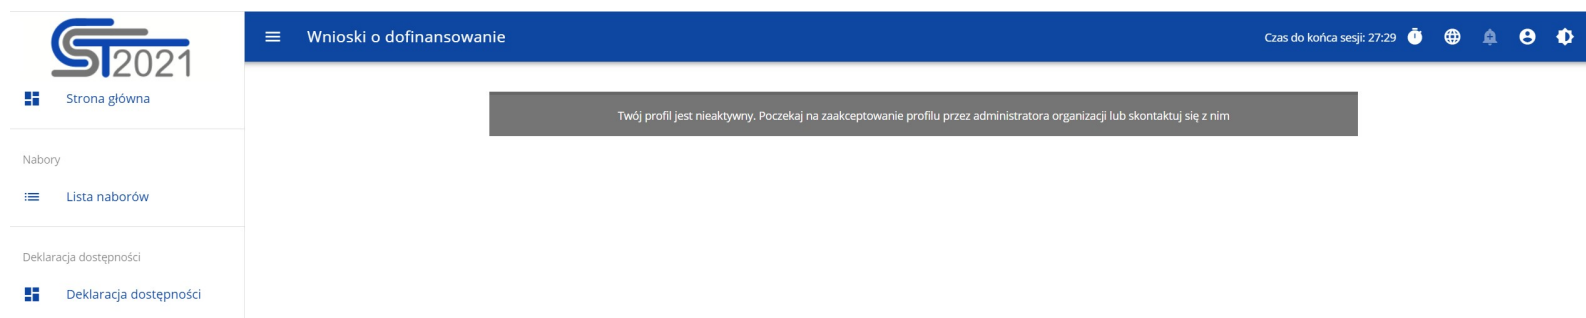 CST2021
Wnioski o dofinansowanie
Czas do końca sesji: 27:29
Strona główna
Twój profil jest nieaktywny. Poczekaj na zaakceptowanie profilu przez administratora organizacji lub skontaktuj się z nim
Nabory
Lista naborów
Deklaracja dostępności
Deklaracja dostępności